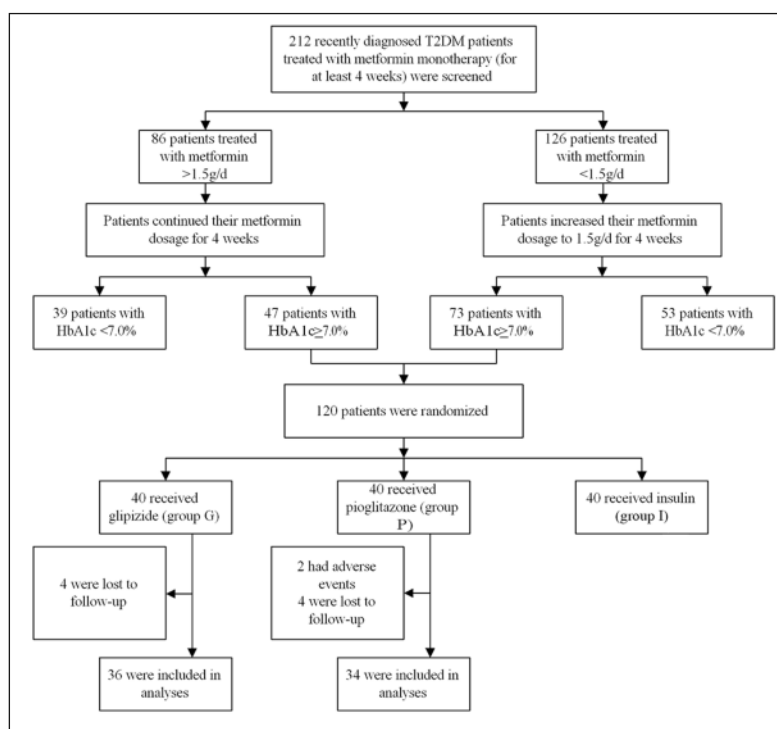 212 recently diagnosed T2DM patients
treated with metformin monotherapy (for
at least 4 weeks) were screened
86 patients treated
with metformin
>1.5g/d
126 patients treated
with metformin
<1.5g/d
Patients continued their metformin
dosage for 4 weeks
Patients increased their metformin
dosage to 1.5g/d for 4 weeks
39 patients with
HbA1c <7.0%
47 patients with
HbA1c≥7.0%
73 patients with
HbA1c≥7.0%
53 patients with
HbA1c <7.0%
120 patients were randomized
40 received
glipizide (group G)
40 received
pioglitazone (group
P)
40 received insulin
(group I)
4 were lost to
follow-up
2 had adverse
events
4 were lost to
follow-up
36 were included in
analyses
34 were included in
analyses